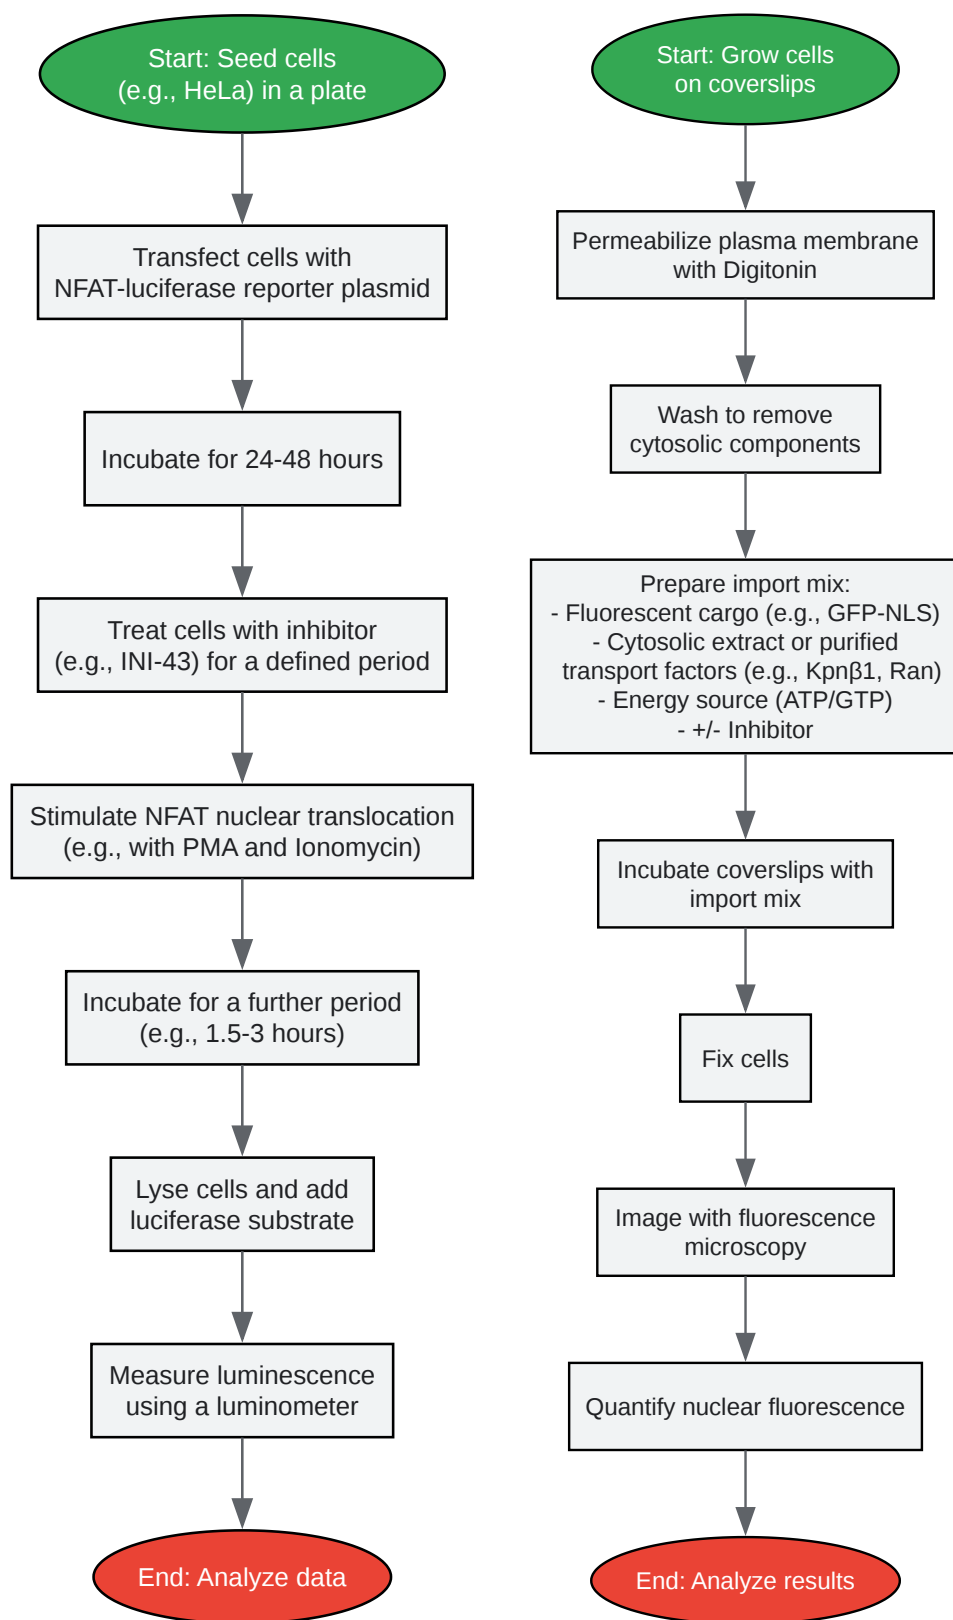 Start: Seed cells
(e.g., HeLa) in a plate
Transfect cells with
NFAT-luciferase reporter plasmid
Incubate for 24-48 hours
Treat cells with inhibitor
(e.g., INI-43) for a defined period
Stimulate NFAT nuclear translocation
(e.g., with PMA and Ionomycin)
Incubate for a further period
(e.g., 1.5-3 hours)
Lyse cells and add
luciferase substrate
Measure luminescence
using a luminometer
End: Analyze data
Start: Grow cells
on coverslips
Permeabilize plasma membrane
with Digitonin
Wash to remove
cytosolic components
Prepare import mix:
- Fluorescent cargo (e.g., GFP-NLS)
- Cytosolic extract or purified
transport factors (e.g., Kpnβ1, Ran)
- Energy source (ATP/GTP)
- +/- Inhibitor
Incubate coverslips with
import mix
Fix cells
Image with fluorescence
microscopy
Quantify nuclear fluorescence
End: Analyze results